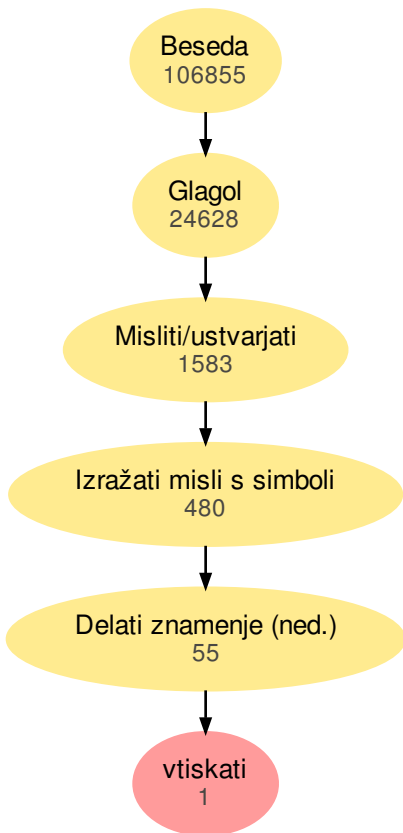 Beseda
106855
Glagol
24628
Misliti/ustvarjati
1583
Izražati misli s simboli
480
Delati znamenje (ned.)
55
vtiskati
1